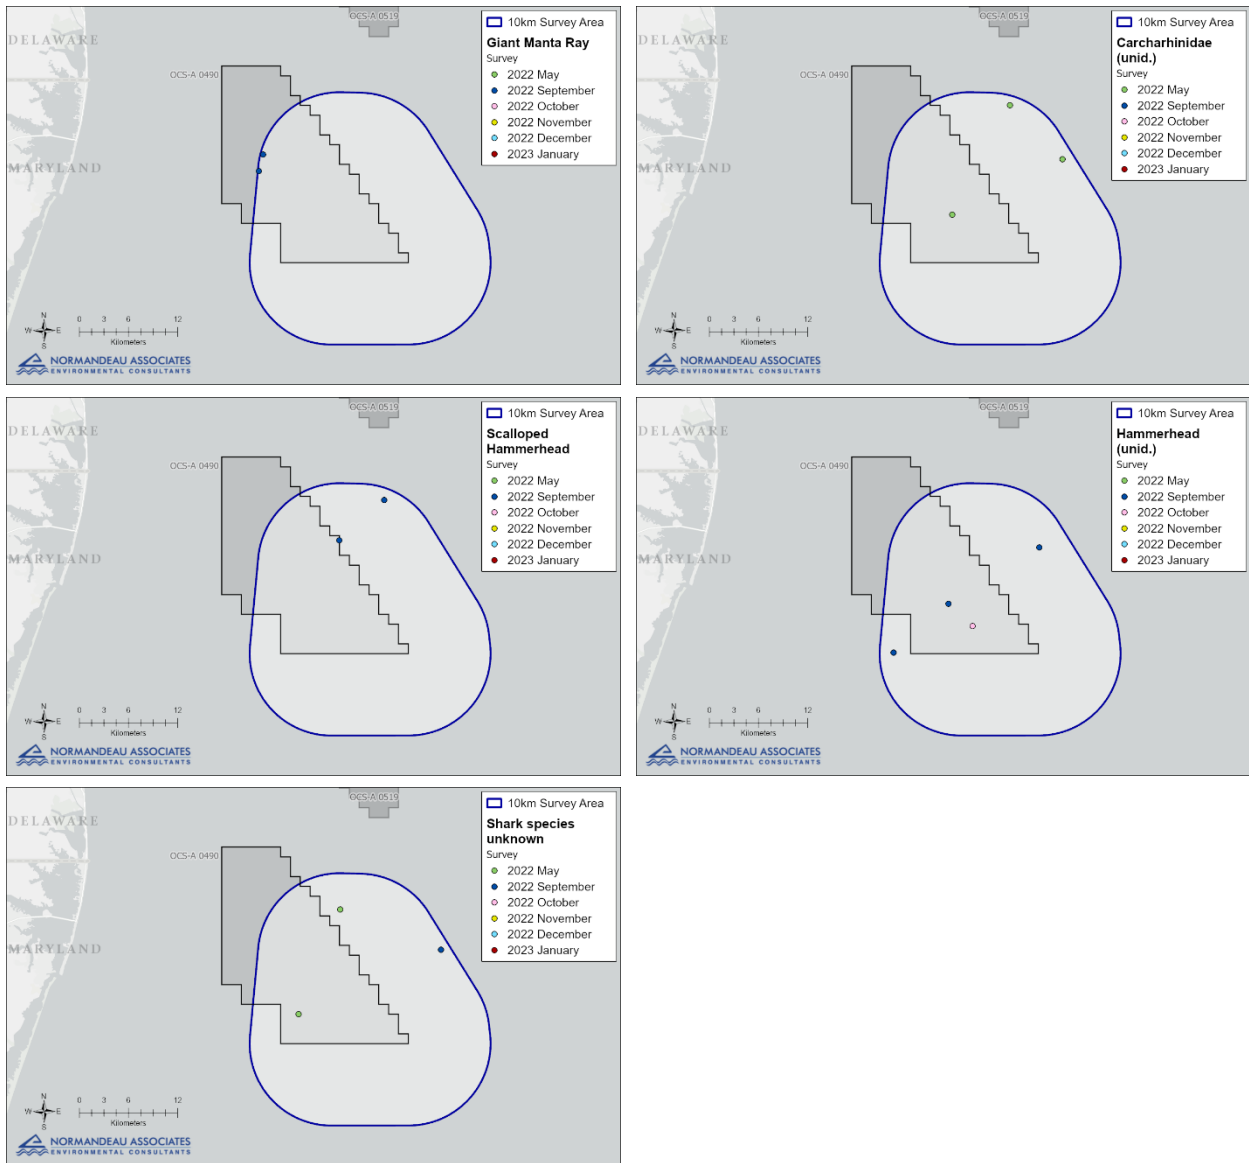 OCS-A 0519
DELAWARE
OCS-A 0490
MARYLAND
10km Survey Area
Giant Manta Ray
Survey
2022 May
2022 September
2022 October
2022 November
2022 December
2023 January
N
W E
S
0 3 6 12
Kilometers
NORMANDEAU ASSOCIATES
ENVIRONMENTAL CONSULTANTS
OCS-A 0519
DELAWARE
OCS-A 0490
MARYLAND
10km Survey Area
Carcharhinidae
(unid.)
Survey
2022 May
2022 September
2022 October
2022 November
2022 December
2023 January
N
W E
S
0 3 6 12
Kilometers
NORMANDEAU ASSOCIATES
ENVIRONMENTAL CONSULTANTS
OCS-A 0519
DELAWARE
OCS-A 0490
MARYLAND
10km Survey Area
Scalloped
Hammerhead
Survey
2022 May
2022 September
2022 October
2022 November
2022 December
2023 January
N
W E
S
0 3 6 12
Kilometers
NORMANDEAU ASSOCIATES
ENVIRONMENTAL CONSULTANTS
OCS-A 0519
DELAWARE
OCS-A 0490
MARYLAND
10km Survey Area
Hammerhead
(unid.)
Survey
2022 May
2022 September
2022 October
2022 November
2022 December
2023 January
N
W E
S
0 3 6 12
Kilometers
NORMANDEAU ASSOCIATES
ENVIRONMENTAL CONSULTANTS
OCS-A 0519
DELAWARE
OCS-A 0490
MARYLAND
10km Survey Area
Shark species
unknown
Survey
2022 May
2022 September
2022 October
2022 November
2022 December
2023 January
N
W E
S
0 3 6 12
Kilometers
NORMANDEAU ASSOCIATES
ENVIRONMENTAL CONSULTANTS